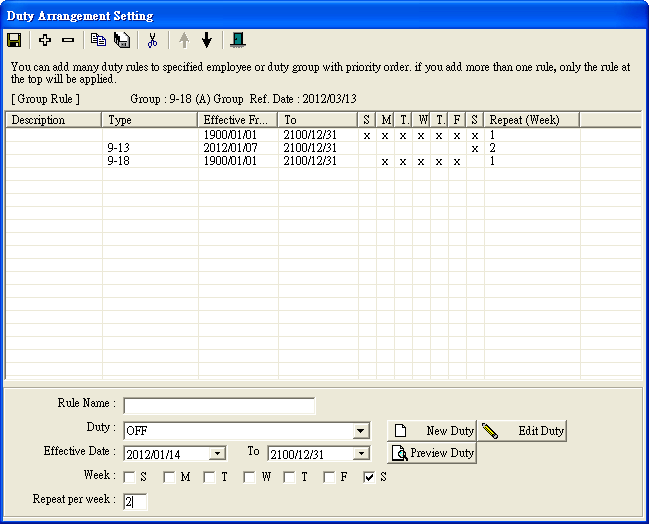 Duty Arrangement Setting
You can add many duty rules to specified employee or duty group with priority order. if you add more than one rule, only the rule at
the top will be applied.
[ Group Rule ] Group : 9-18 (A) Group Ref. Date : 2012/03/13
Description Type Effective Fr... To S M T. W T. F S Repeat (Week)
1900/01/01 2100/12/31 x x x x x x x 1
9-13 2012/01/07 2100/12/31 x 2
9-18 1900/01/01 2100/12/31 x x x x x 1
Rule Name :
Duty : OFF New Duty Edit Duty
Effective Date : 2012/01/14 To 2100/12/31 Preview Duty
Week : S M T W T F S
Repeat per week : 2